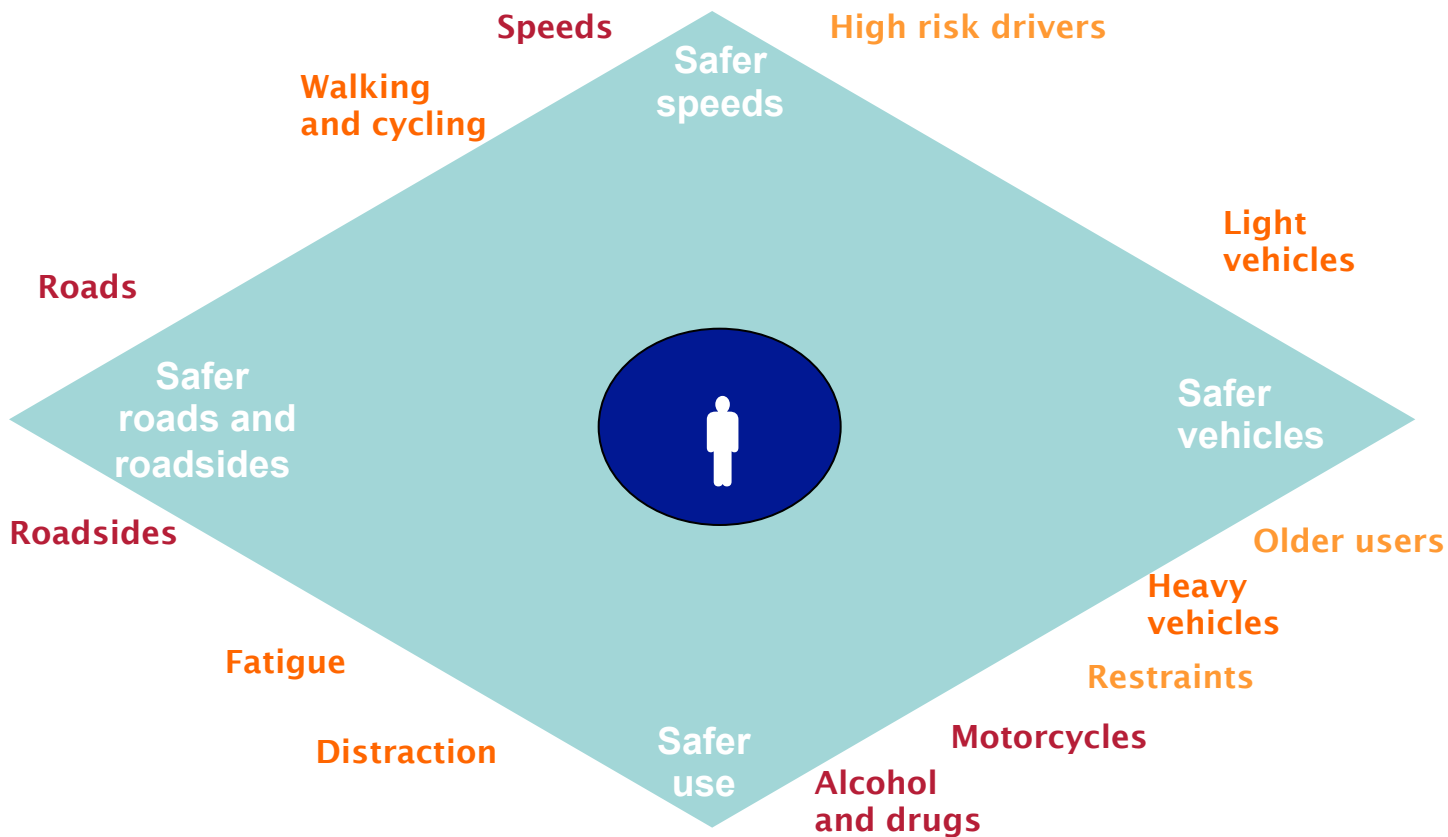 Speeds
High risk drivers
Safer
speeds
Walking
and cycling
Light
vehicles
Roads
Safer
roads and
roadsides
Safer
vehicles
Roadsides
Older users
Heavy
vehicles
Fatigue
Restraints
Distraction
Safer
use
Motorcycles
Alcohol
and drugs